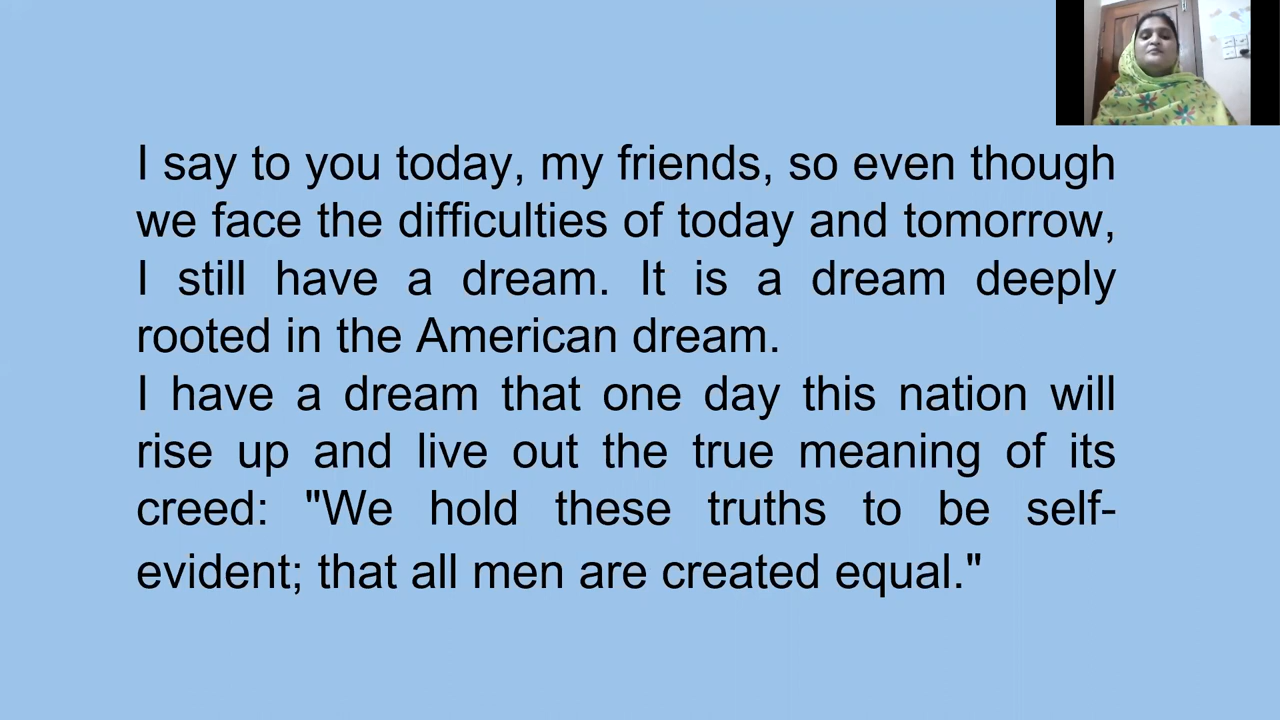 I say to you today, my friends, so even though
we face the difficulties of today and tomorrow,
I still have a dream. It is a dream deeply
rooted in the American dream.
I have a dream that one day this nation will
rise up and live out the true meaning of its
creed: "We hold these truths to be self-
evident; that all men are created equal."